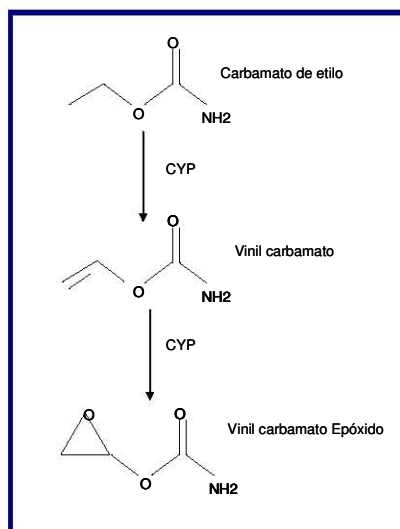 O
Carbamato de etilo
O
NH2
CYP
O
Vinil carbamato
O
NH2
CYP
O
O
Vinil carbamato Epóxido
O
NH2